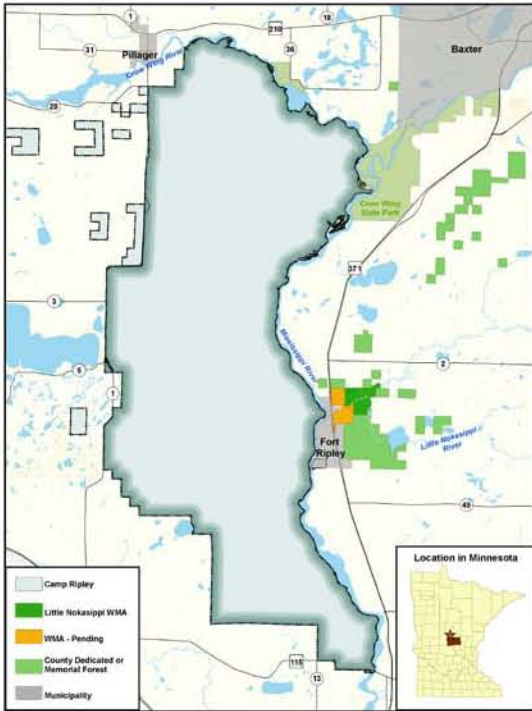 1
18
210
31
36
Pillager
Crow Wing River
Baxter
28
Crow Wing
State Park
371
3
Mississippi River
2
5
1
Fort
Ripley
Little Nokasippi
River
49
Location in Minnesota
Camp Ripley
Little Nokasippi WMA
WMA - Pending
County Dedicated or
Memorial Forest
Municipality
115
13